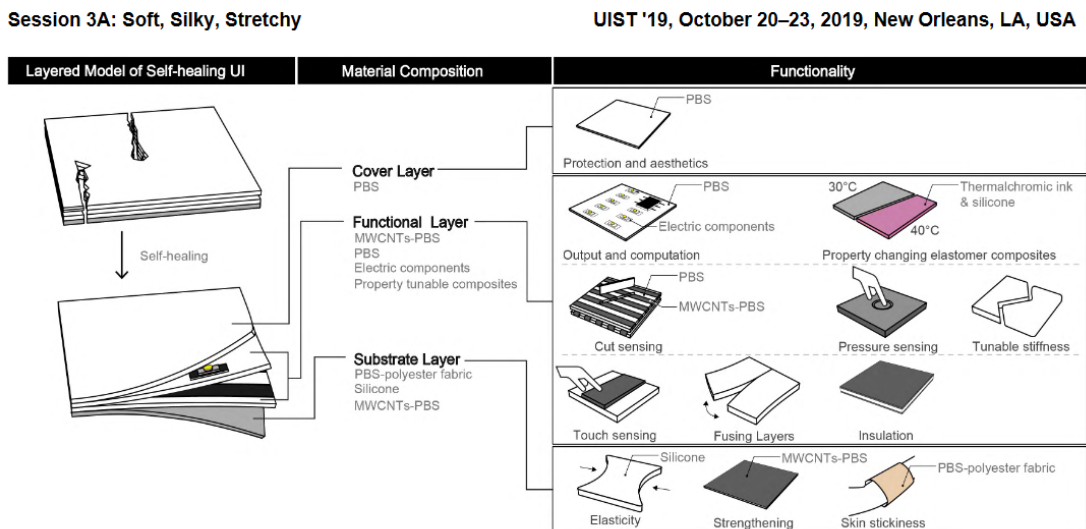 Session 3A: Soft, Silky, Stretchy
UIST '19, October 20–23, 2019, New Orleans, LA, USA
Layered Model of Self-healing UI
Material Composition
Functionality
Self-healing
Cover Layer
PBS
Functional Layer
MWCNTs-PBS
PBS
Electric components
Property tunable composites
Substrate Layer
PBS-polyester fabric
Silicone
MWCNTs-PBS
PBS
Protection and aesthetics
PBS
Electric components
Output and computation
30°C
40°C
Thermalchromic ink
& silicone
Property changing elastomer composites
PBS
MWCNTs-PBS
Cut sensing
Pressure sensing
Tunable stiffness
Touch sensing
Fusing Layers
Insulation
Silicone
Elasticity
MWCNTs-PBS
Strengthening
PBS-polyester fabric
Skin stickiness